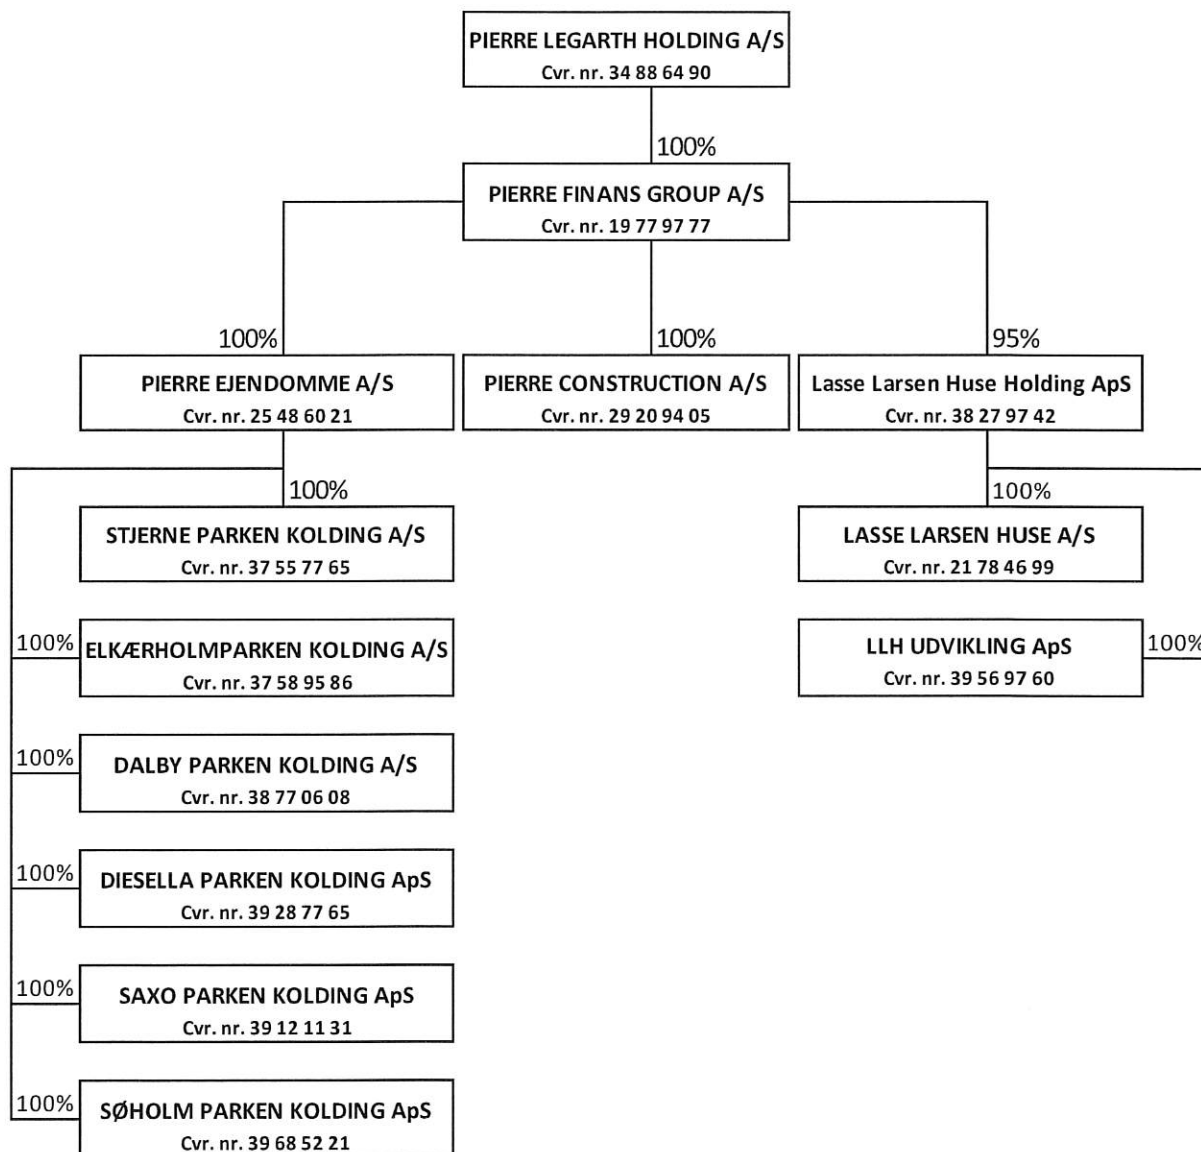 PIERRE LEGARTH HOLDING A/S
Cvr. nr. 34 88 64 90
100%
PIERRE FINANS GROUP A/S
Cvr. nr. 19 77 97 77
100%
100%
95%
PIERRE EJENDOMME A/S
Cvr. nr. 25 48 60 21
PIERRE CONSTRUCTION A/S
Cvr. nr. 29 20 94 05
Lasse Larsen Huse Holding ApS
Cvr. nr. 38 27 97 42
100%
100%
STJERNE PARKEN KOLDING A/S
Cvr. nr. 37 55 77 65
LASSE LARSEN HUSE A/S
Cvr. nr. 21 78 46 99
100%
ELKÆRHOLMPARKEN KOLDING A/S
Cvr. nr. 37 58 95 86
LLH UDVIKLING ApS
Cvr. nr. 39 56 97 60
100%
100%
DALBY PARKEN KOLDING A/S
Cvr. nr. 38 77 06 08
100%
DIESELLA PARKEN KOLDING ApS
Cvr. nr. 39 28 77 65
100%
SAXO PARKEN KOLDING ApS
Cvr. nr. 39 12 11 31
100%
SØHOLM PARKEN KOLDING ApS
Cvr. nr. 39 68 52 21